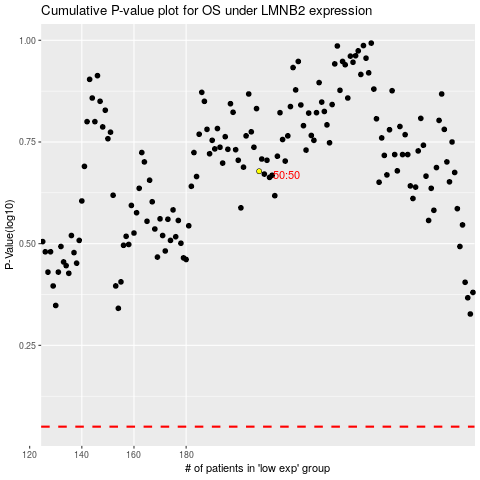 Cumulative P-value plot for OS under LMNB2 expression
P-Value(log10)
1.00
0.75
0.50
0.25
50:50
120 140 160 180
# of patients in 'low exp' group